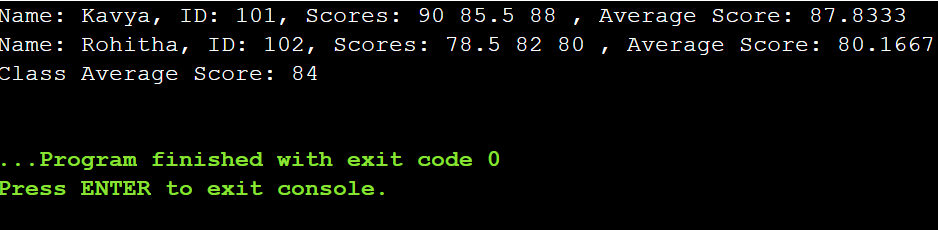 Name: Kavya, ID: 101, Scores: 90 85.5 88 , Average Score: 87.8333
Name: Rohitha, ID: 102, Scores: 78.5 82 80 , Average Score: 80.1667
Class Average Score: 84
...Program finished with exit code 0
Press ENTER to exit console.